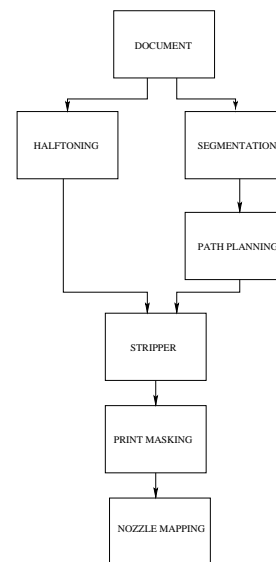 DOCUMENT
HALFTONING
SEGMENTATION
PATH PLANNING
STRIPPER
PRINT MASKING
NOZZLE MAPPING